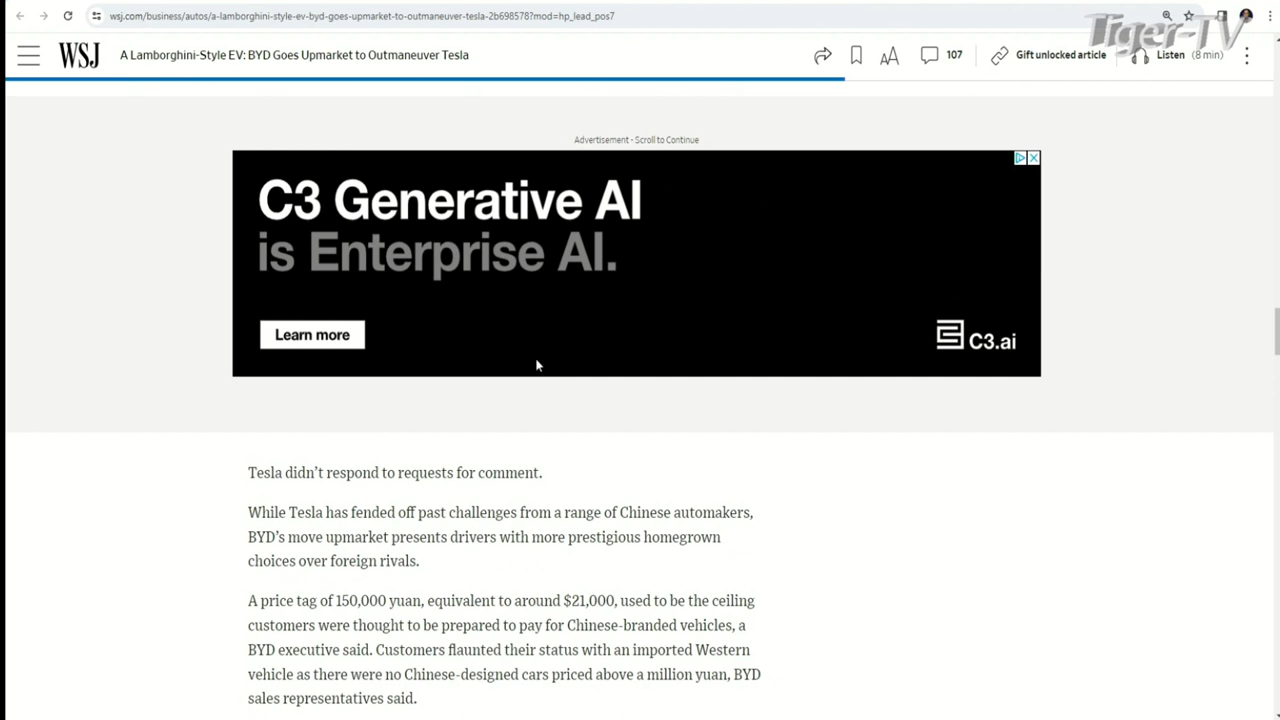 wsj.com/business/autos/a-lamborghini-style-ev-byd-goes-upmarket-to-outmaneuver-tesla-2b698578?mod=hp_lead_pos7
Tiger-TV
WSJ
A Lamborghini-Style EV: BYD Goes Upmarket to Outmaneuver Tesla
AA
107
Gift unlocked article
Listen (8 min)
Advertisement - Scroll to Continue
C3 Generative AI
is Enterprise AI.
Learn more
C3.ai
Tesla didn’t respond to requests for comment.
While Tesla has fended off past challenges from a range of Chinese automakers,
BYD’s move upmarket presents drivers with more prestigious homegrown
choices over foreign rivals.
A price tag of 150,000 yuan, equivalent to around $21,000, used to be the ceiling
customers were thought to be prepared to pay for Chinese-branded vehicles, a
BYD executive said. Customers flaunted their status with an imported Western
vehicle as there were no Chinese-designed cars priced above a million yuan, BYD
sales representatives said.